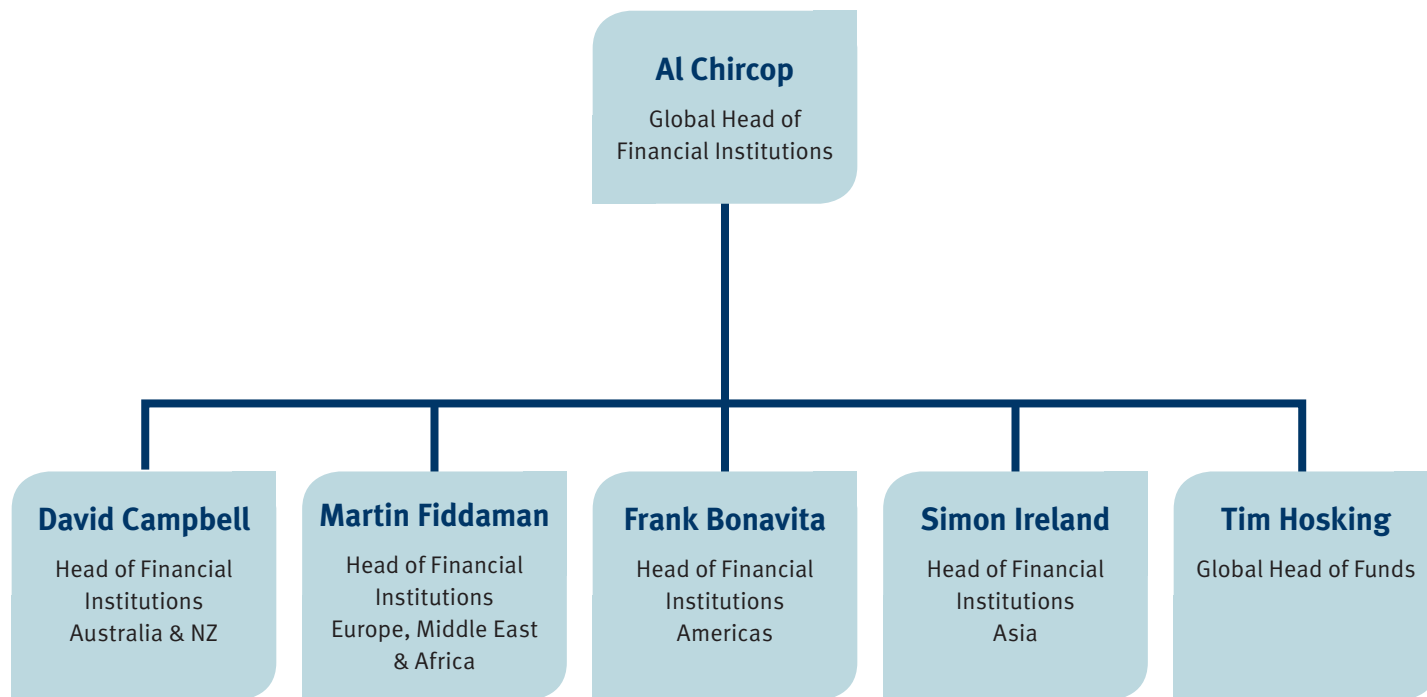 Al Chircop
Global Head of
Financial Institutions
David Campbell
Head of Financial
Institutions
Australia & NZ
Martin Fiddaman
Head of Financial
Institutions
Europe, Middle East
& Africa
Frank Bonavita
Head of Financial
Institutions
Americas
Simon Ireland
Head of Financial
Institutions
Asia
Tim Hosking
Global Head of Funds